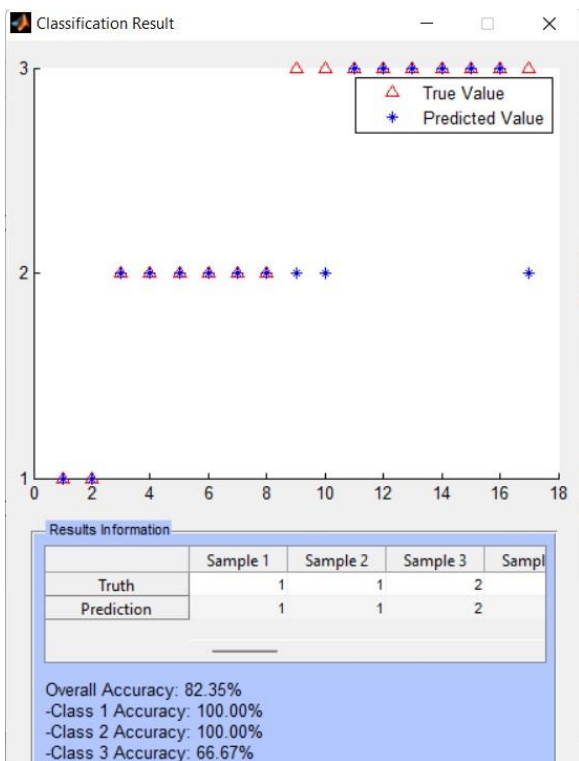 Classification Result
3
True Value
Predicted Value
2
1
0 2 4 6 8 10 12 14 16 18
Results Information
Sample 1 Sample 2 Sample 3 Sampl
Truth 1 1 2
Prediction 1 1 2
Overall Accuracy: 82.35%
-Class 1 Accuracy: 100.00%
-Class 2 Accuracy: 100.00%
-Class 3 Accuracy: 66.67%